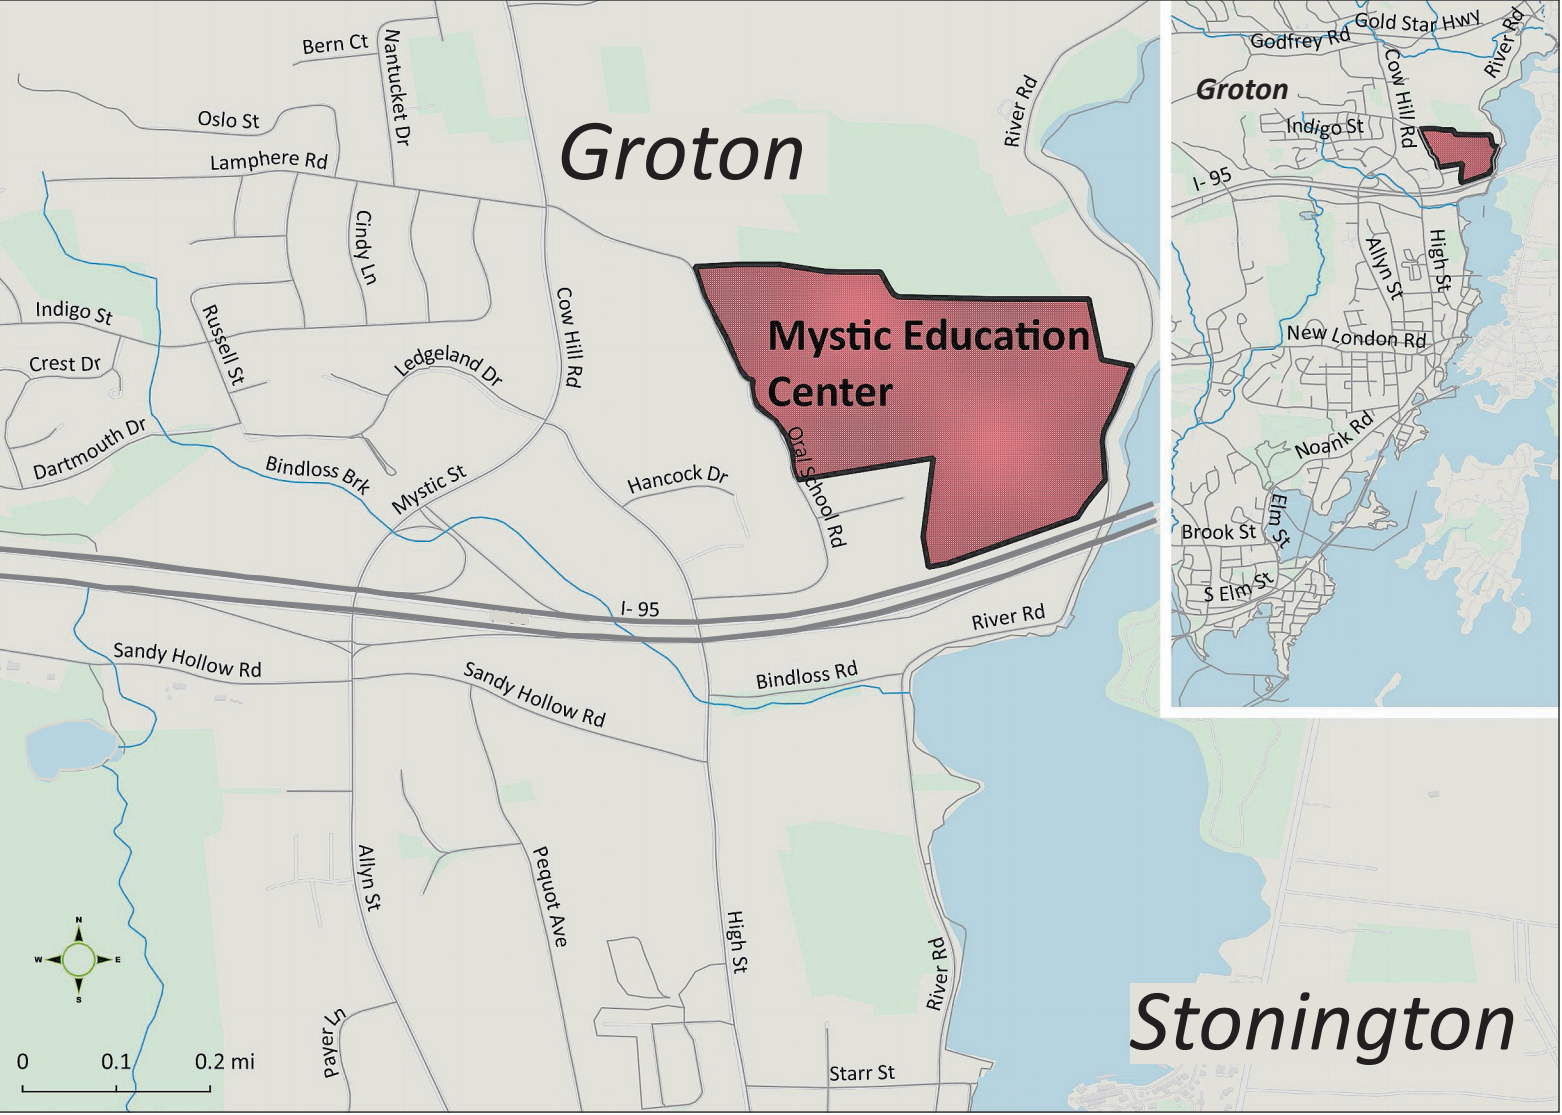 Bern Ct
Nantucket Dr
Oslo St
Lamphere Rd
Groton
River Rd
Cindy Ln
Indigo St
Russell St
Crest Dr
Ledgeland Dr
Cow Hill Rd
Mystic Education
Center
Dartmouth Dr
Bindloss Brk
Mystic St
Hancock Dr
Oral School Rd
I- 95
River Rd
Sandy Hollow Rd
Sandy Hollow Rd
Bindloss Rd
Allyn St
Pequot Ave
High St
River Rd
Payer Ln
Starr St
Stonington
N
W
E
S
0 0.1 0.2 mi
Gold Star Hwy
Godfrey Rd
River Rd
Groton
Cow Hill Rd
Indigo St
I- 95
Allyn St
High St
New London Rd
Noank Rd
Elm St
Brook St
S Elm St